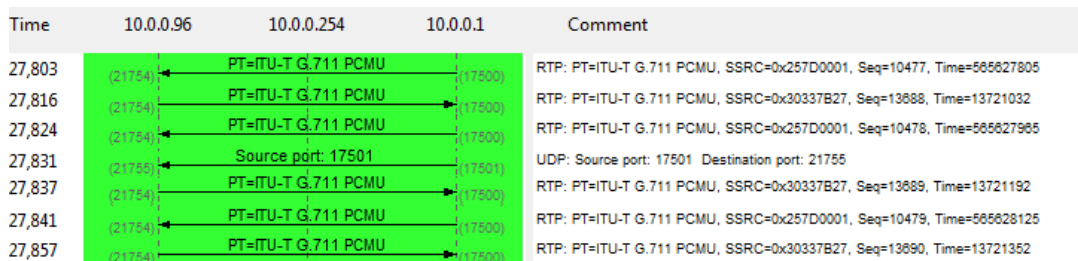 Time 10.0.0.96 10.0.0.254 10.0.0.1 Comment
27,803 (21754) PT=ITU-T G.711 PCMU (17500) RTP: PT=ITU-T G.711 PCMU, SSRC=0x257D0001, Seq=10477, Time=565627805
27,816 (21754) PT=ITU-T G.711 PCMU (17500) RTP: PT=ITU-T G.711 PCMU, SSRC=0x30337B27, Seq=13688, Time=13721032
27,824 (21754) PT=ITU-T G.711 PCMU (17500) RTP: PT=ITU-T G.711 PCMU, SSRC=0x257D0001, Seq=10478, Time=565627965
27,831 (21755) Source port: 17501 (17501) UDP: Source port: 17501 Destination port: 21755
27,837 (21754) PT=ITU-T G.711 PCMU (17500) RTP: PT=ITU-T G.711 PCMU, SSRC=0x30337B27, Seq=13689, Time=13721192
27,841 (21754) PT=ITU-T G.711 PCMU (17500) RTP: PT=ITU-T G.711 PCMU, SSRC=0x257D0001, Seq=10479, Time=565628125
27,857 (21754) PT=ITU-T G.711 PCMU (17500) RTP: PT=ITU-T G.711 PCMU, SSRC=0x30337B27, Seq=13690, Time=13721352